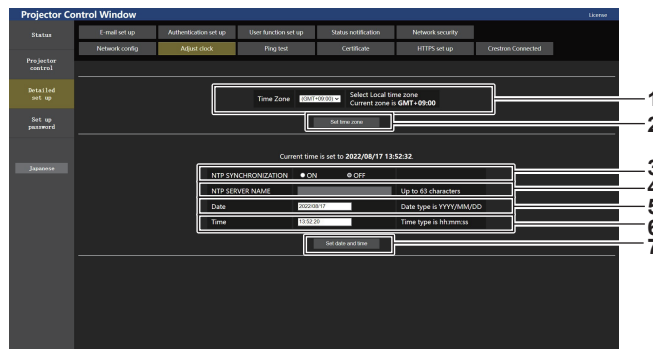 Projector Control Window
License
Status
E-mail set up
Authentication set up
User function set up
Status notification
Network security
Network config
Adjust clock
Ping test
Certificate
HTTPS set up
Crestron Connected
Projector
control
Detailed
set up
Set up
password
Japanese
Time Zone (GMT+09:00) Select Local time zone
Current zone is GMT+09:00
1
Set time zone
2
Current time is set to 2022/08/17 13:52:32.
NTP SYNCHRONIZATION ON OFF
3
NTP SERVER NAME Up to 63 characters
4
Date 2022/08/17 Date type is YYYY/MM/DD
5
Time 13:52:20 Time type is hh:mm:ss
6
Set date and time
7